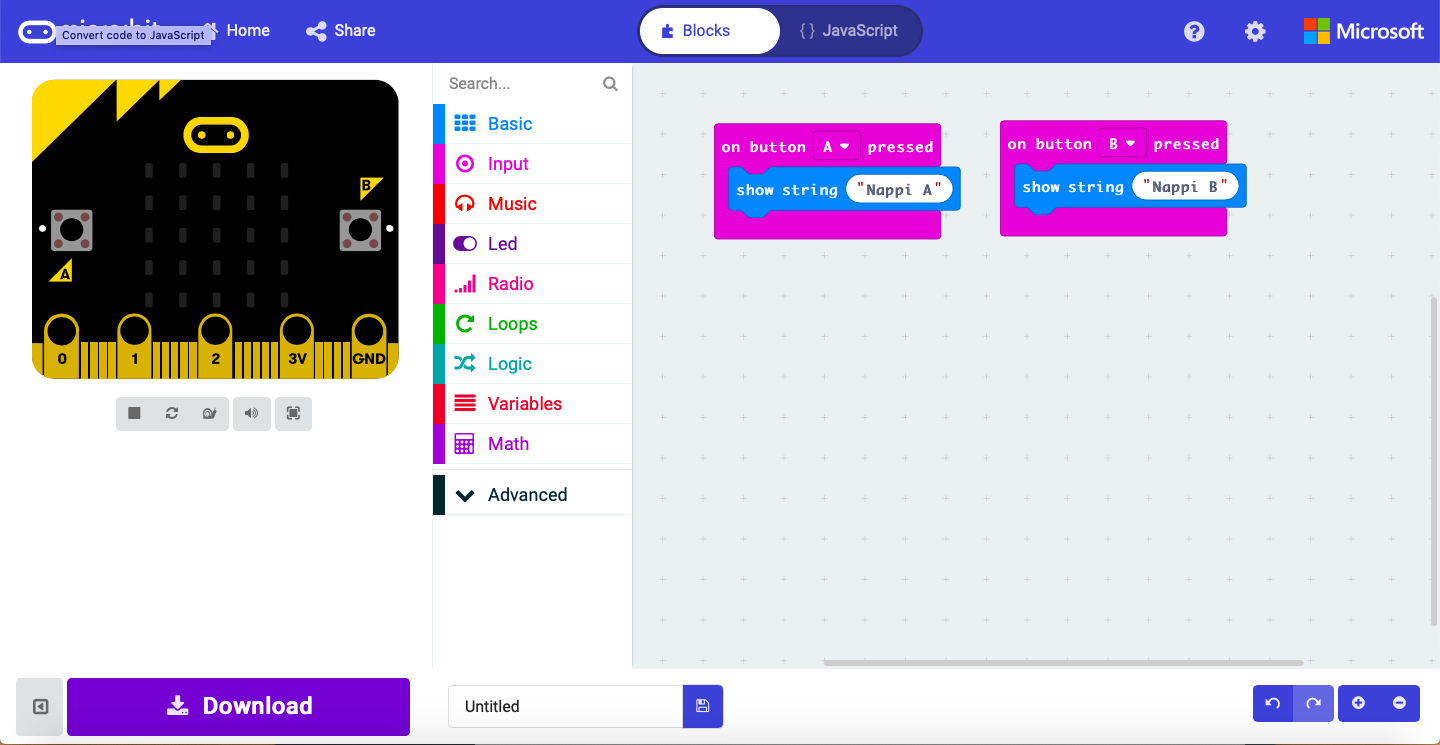 Convert code to JavaScript
Home
Share
Blocks
{ } JavaScript
Microsoft
Search...
Basic
Input
Music
Led
Radio
Loops
Logic
Variables
Math
Advanced
B
A
0 1 2 3V GND
on button A pressed
show string "Nappi A"
on button B pressed
show string "Nappi B"
Download
Untitled